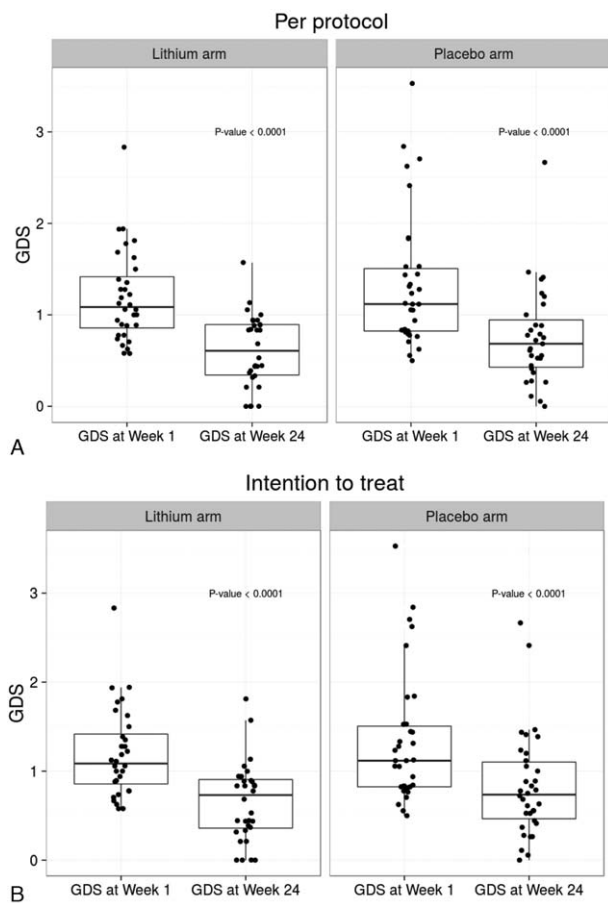 Per protocol
Lithium arm
Placebo arm
P-value < 0.0001
P-value < 0.0001
GDS
3
2
1
0
GDS at Week 1
GDS at Week 24
GDS at Week 1
GDS at Week 24
A
Intention to treat
Lithium arm
Placebo arm
P-value < 0.0001
P-value < 0.0001
GDS
3
2
1
0
GDS at Week 1
GDS at Week 24
GDS at Week 1
GDS at Week 24
B